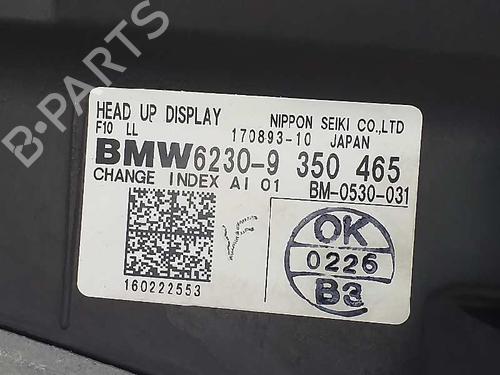 B-PARTS
HEAD UP DISPLAY NIPPON SEIKI CO.,LTD
F10 LL 170893-10 JAPAN
BMW6230-9 350 465
CHANGE INDEX AI 01 BM-0530-031
160222553
OK
0226
B3